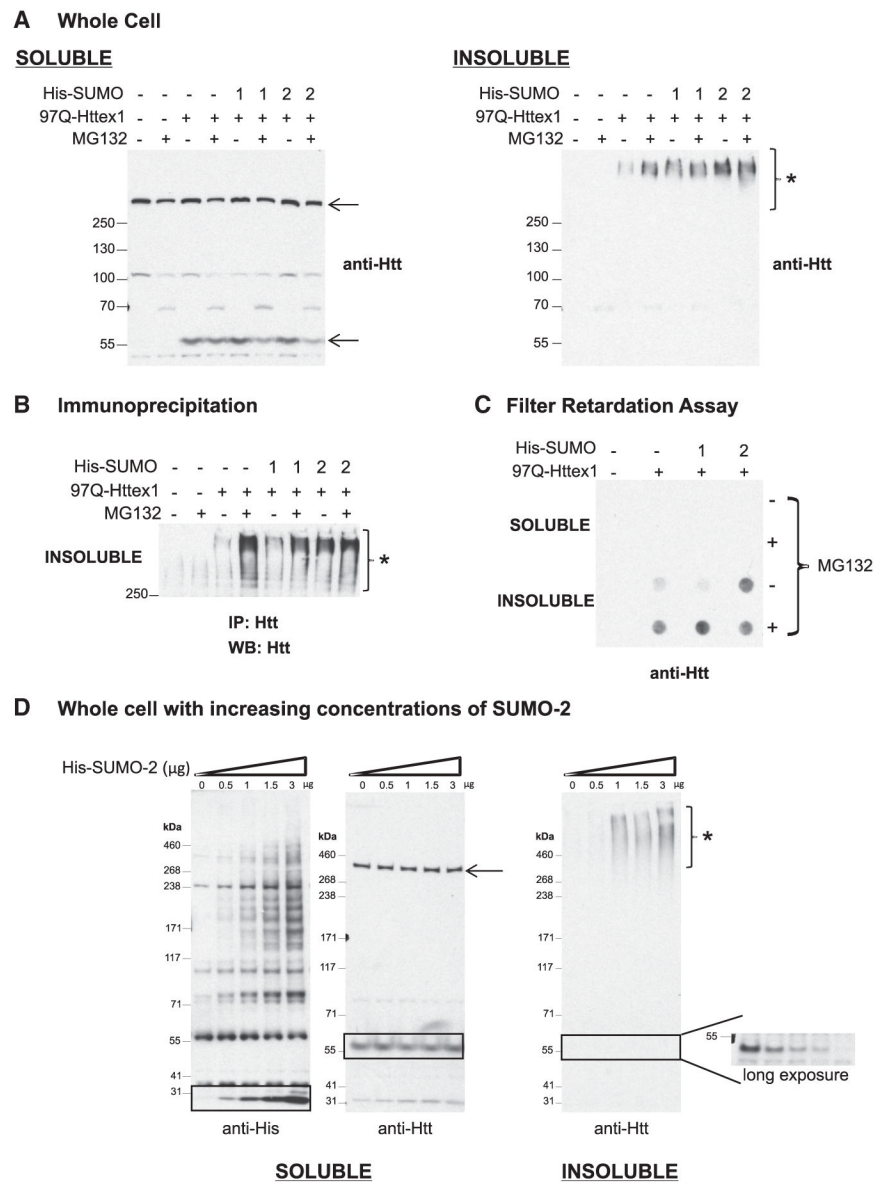 A Whole Cell
SOLUBLE
His-SUMO - - - - 1 1 2 2
97Q-Httex1 - - + + + + + +
MG132 - + - + - + - +
250
130
100
70
55
anti-Htt
INSOLUBLE
His-SUMO - - - - 1 1 2 2
97Q-Httex1 - - + + + + + +
MG132 - + - + - + - +
*
250
130
100
70
55
anti-Htt
B Immunoprecipitation
His-SUMO - - - - 1 1 2 2
97Q-Httex1 - - + + + + + +
MG132 - + - + - + - +
INSOLUBLE
*
250
IP: Htt
WB: Htt
C Filter Retardation Assay
His-SUMO - - 1 2
97Q-Httex1 - + + +
SOLUBLE
INSOLUBLE
-
+
-
+
MG132
anti-Htt
D Whole cell with increasing concentrations of SUMO-2
His-SUMO-2 (µg)
0 0.5 1 1.5 3 µg
kDa
460
268
238
171
117
71
55
41
31
anti-His
0 0.5 1 1.5 3 µg
kDa
460
268
238
171
117
71
55
41
31
anti-Htt
SOLUBLE
0 0.5 1 1.5 3 µg
kDa
460
268
238
171
117
71
55
41
31
*
anti-Htt
55
long exposure
INSOLUBLE